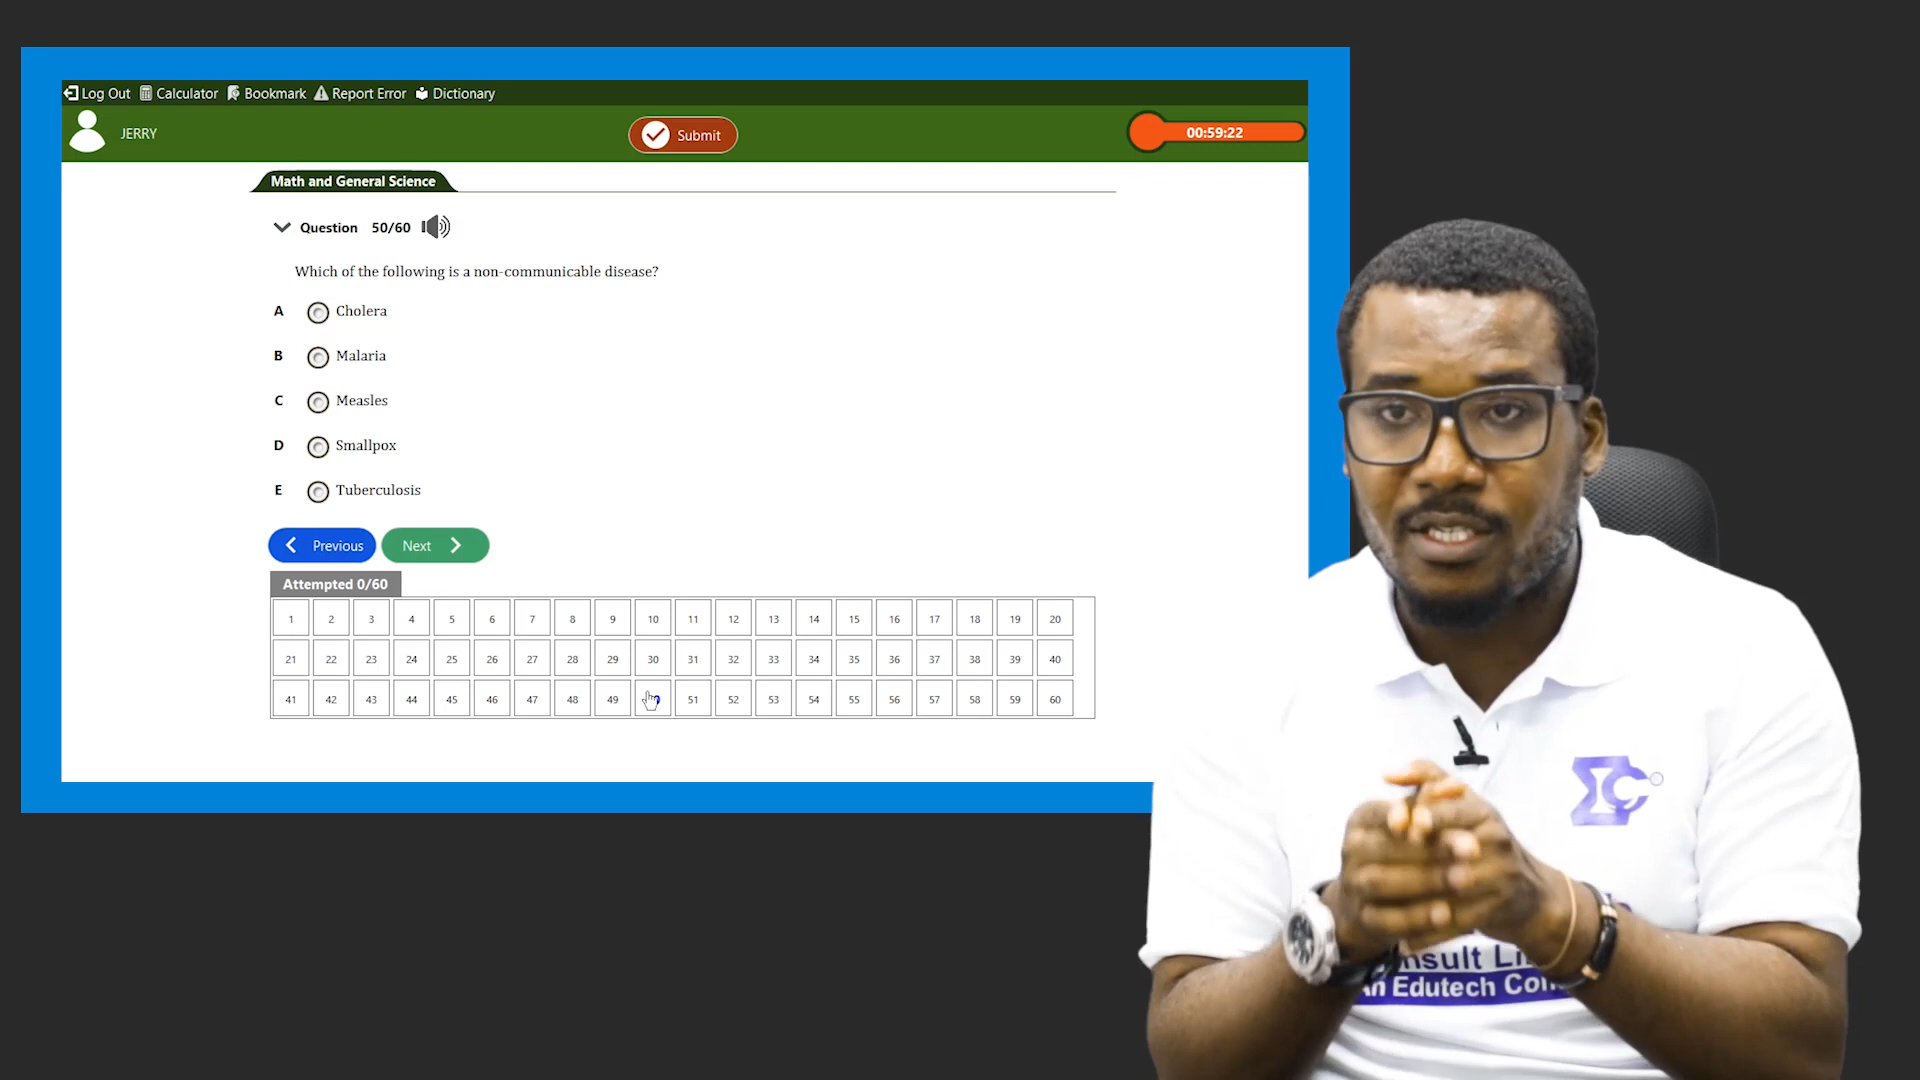 Log Out Calculator Bookmark Report Error Dictionary
JERRY
Submit
00:59:22
Math and General Science
Question 50/60
Which of the following is a non-communicable disease?
A Cholera
B Malaria
C Measles
D Smallpox
E Tuberculosis
Previous Next
Attempted 0/60
1 2 3 4 5 6 7 8 9 10 11 12 13 14 15 16 17 18 19 20
21 22 23 24 25 26 27 28 29 30 31 32 33 34 35 36 37 38 39 40
41 42 43 44 45 46 47 48 49 51 52 53 54 55 56 57 58 59 60
Edutech